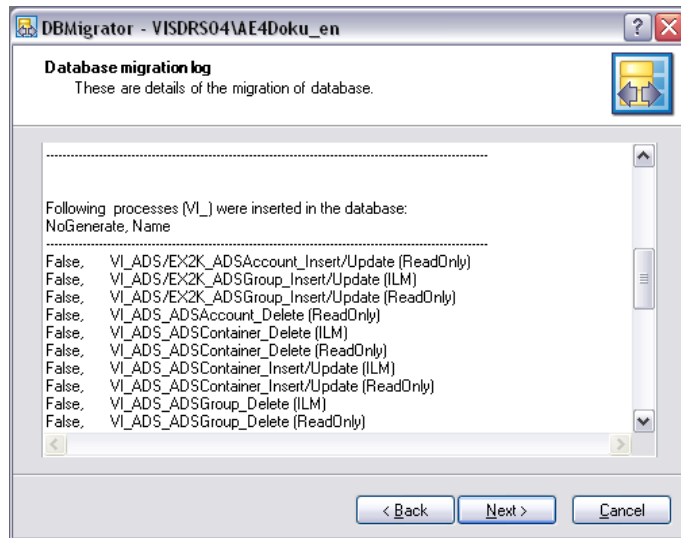 DBMigrator - VISDRS04\AE4Doku_en
Database migration log
These are details of the migration of database.
--------------------------------------------------------------------------------
Following processes (VI_) were inserted in the database:
NoGenerate, Name
--------------------------------------------------------------------------------
False, VI_ADS/EX2K_ADSAccount_Insert/Update (ReadOnly)
False, VI_ADS/EX2K_ADSGroup_Insert/Update (ILM)
False, VI_ADS/EX2K_ADSGroup_Insert/Update (ReadOnly)
False, VI_ADS_ADSAccount_Delete (ReadOnly)
False, VI_ADS_ADSContainer_Delete (ILM)
False, VI_ADS_ADSContainer_Delete (ReadOnly)
False, VI_ADS_ADSContainer_Insert/Update (ILM)
False, VI_ADS_ADSContainer_Insert/Update (ReadOnly)
False, VI_ADS_ADSGroup_Delete (ILM)
False, VI_ADS_ADSGroup_Delete (ReadOnly)
< Back Next > Cancel